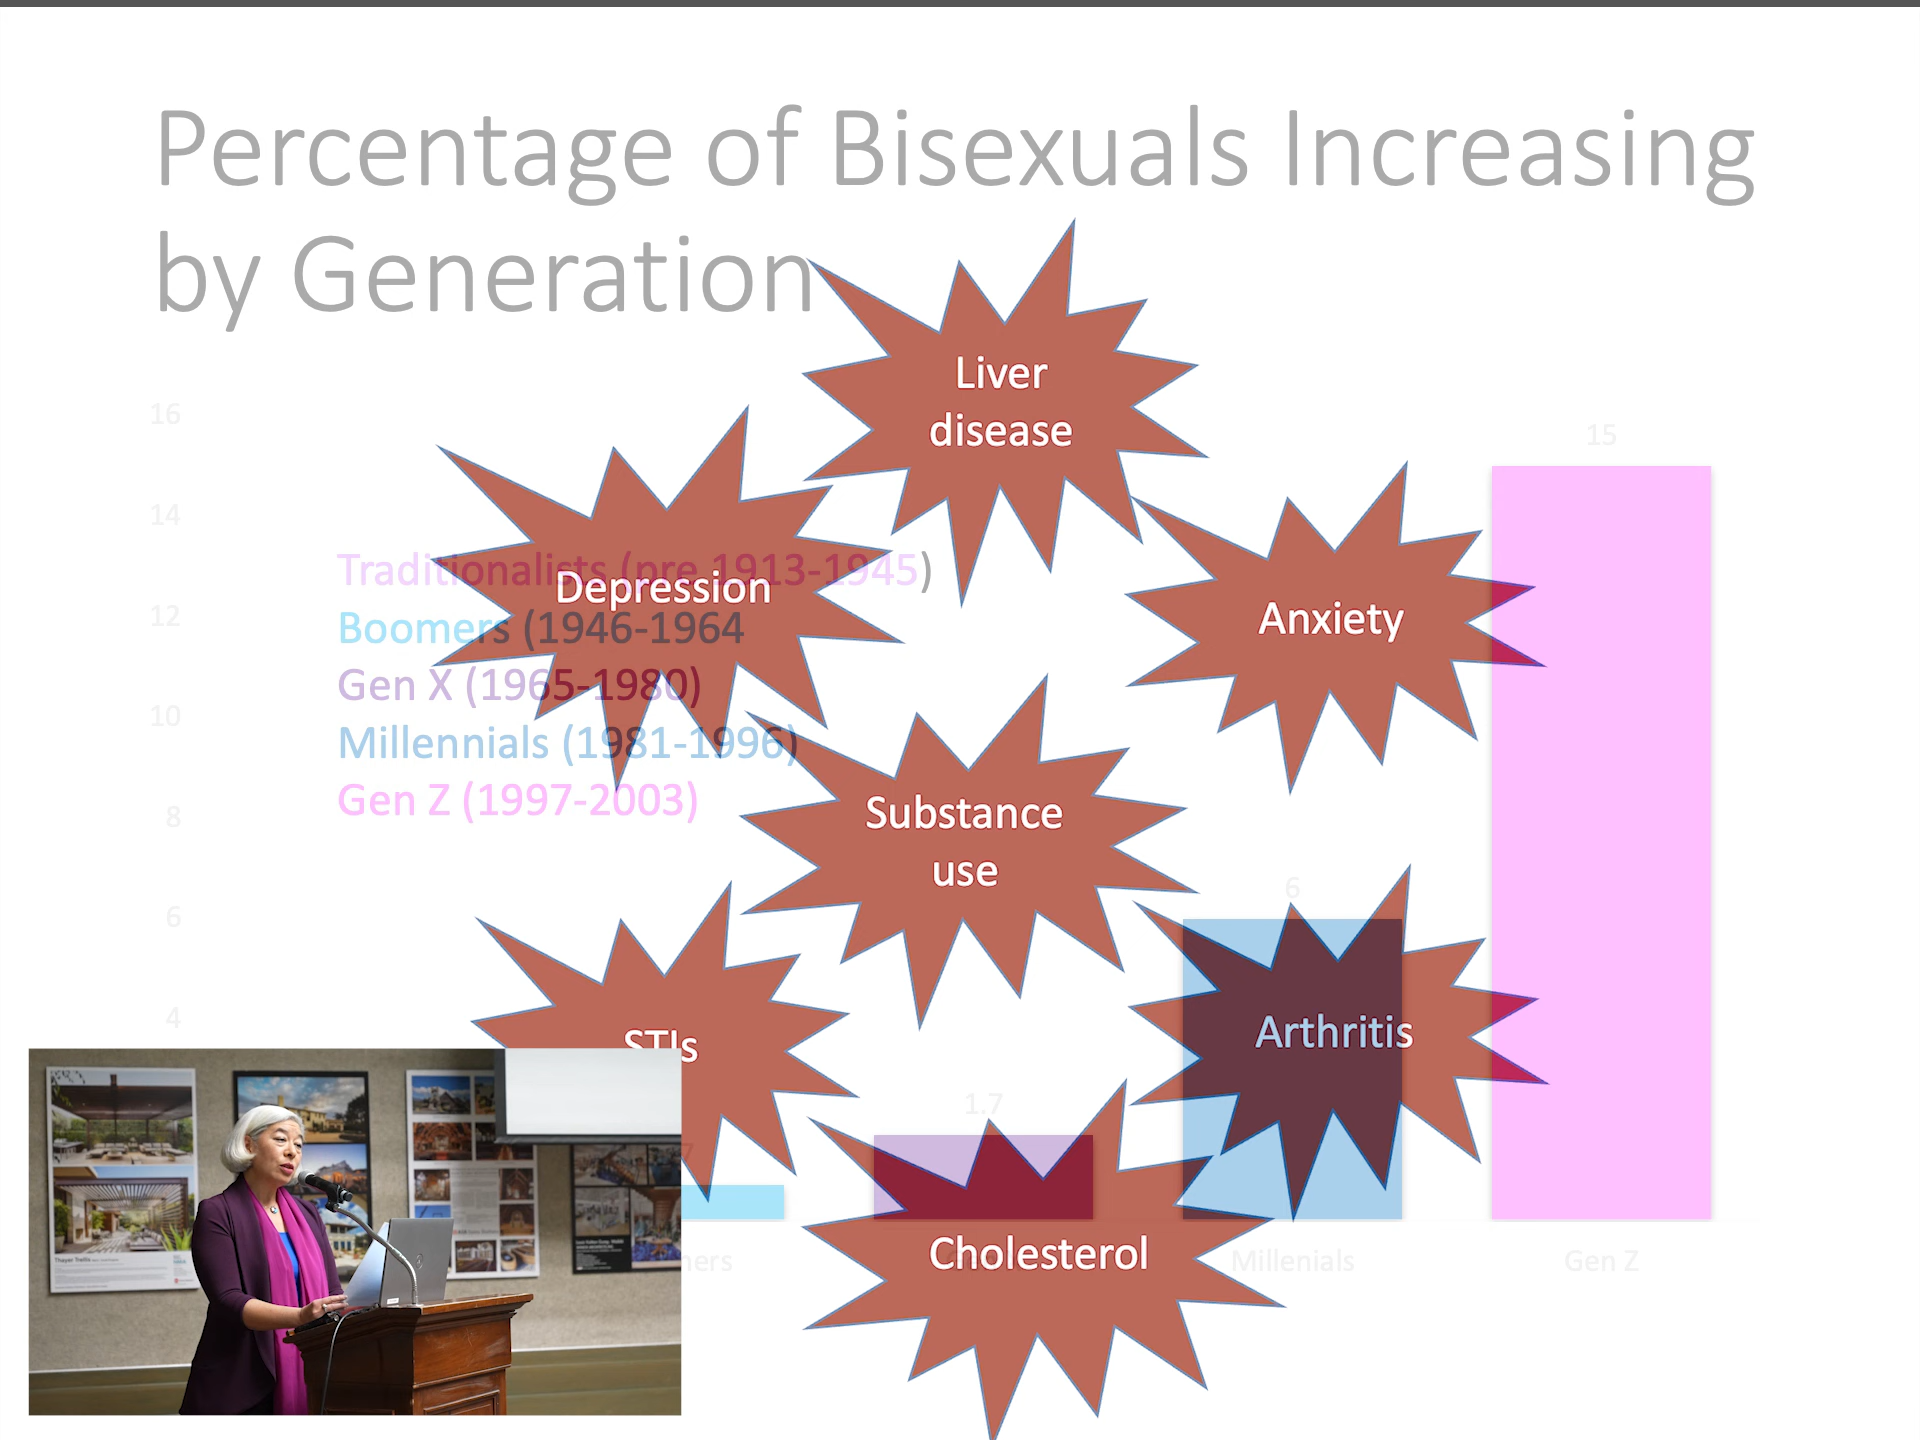 Percentage of Bisexuals Increasing
by Generation
Liver
disease
16
15
14
Traditionalists (pre 1913-1945)
Depression
Anxiety
12
Boomers (1946-1964
Gen X (1965-1980)
10
Millennials (1981-1996)
Gen Z (1997-2003)
8
Substance
use
6
6
4
STIs
Arthritis
1.7
7
Cholesterol
ners
Millenials
Gen Z